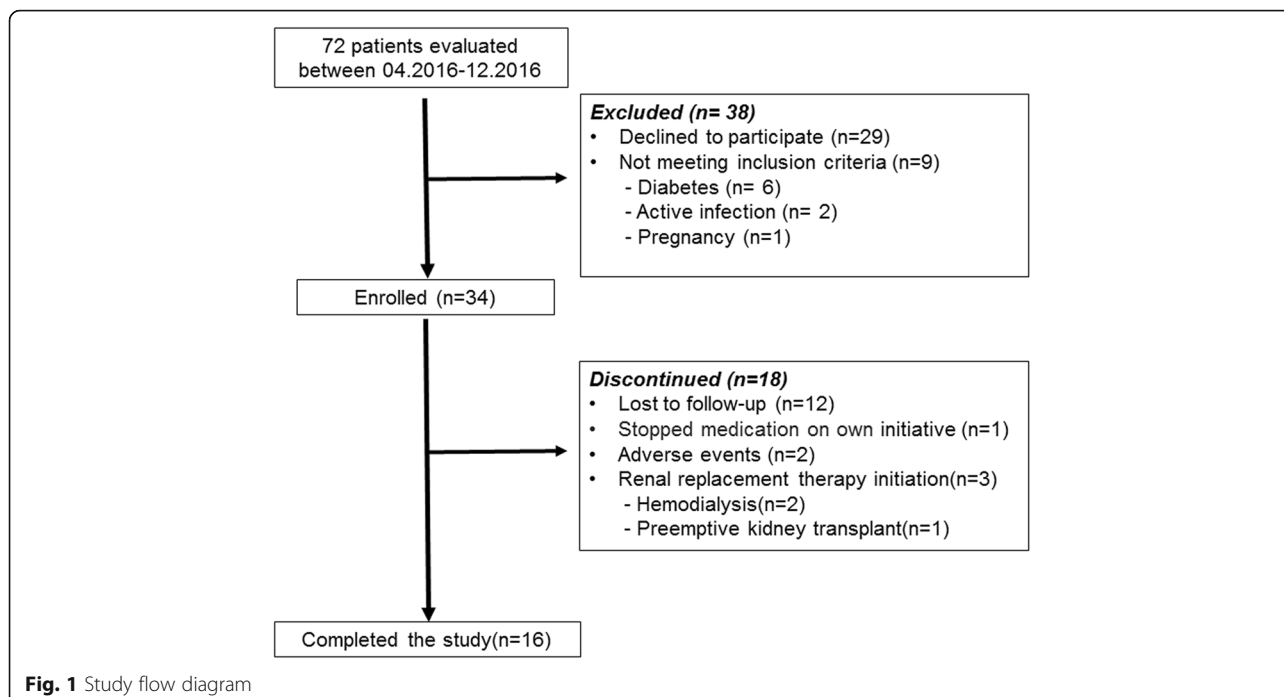 72 patients evaluated
between 04.2016-12.2016
Excluded (n= 38)
• Declined to participate (n=29)
• Not meeting inclusion criteria (n=9)
- Diabetes (n= 6)
- Active infection (n= 2)
- Pregnancy (n=1)
Enrolled (n=34)
Discontinued (n=18)
• Lost to follow-up (n=12)
• Stopped medication on own initiative (n=1)
• Adverse events (n=2)
• Renal replacement therapy initiation(n=3)
- Hemodialysis(n=2)
- Preemptive kidney transplant(n=1)
Completed the study(n=16)
Fig. 1 Study flow diagram